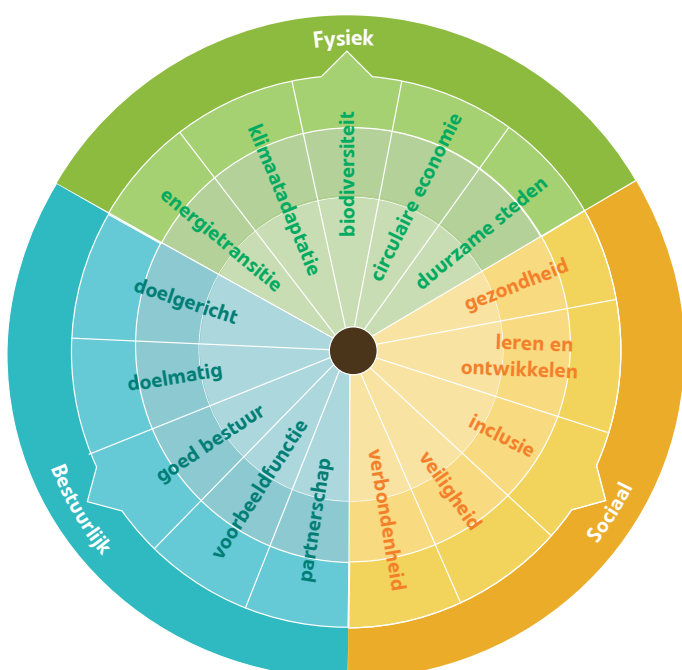 Fysiek
energietransitie
klimaatadaptatie
biodiversiteit
circulaire economie
duurzame steden
gezondheid
leren en
ontwikkelen
inclusie
veiligheid
verbondenheid
Sociaal
partnerschap
voorbeeldfunctie
goed bestuur
doelmatig
doelgericht
Bestuurlijk